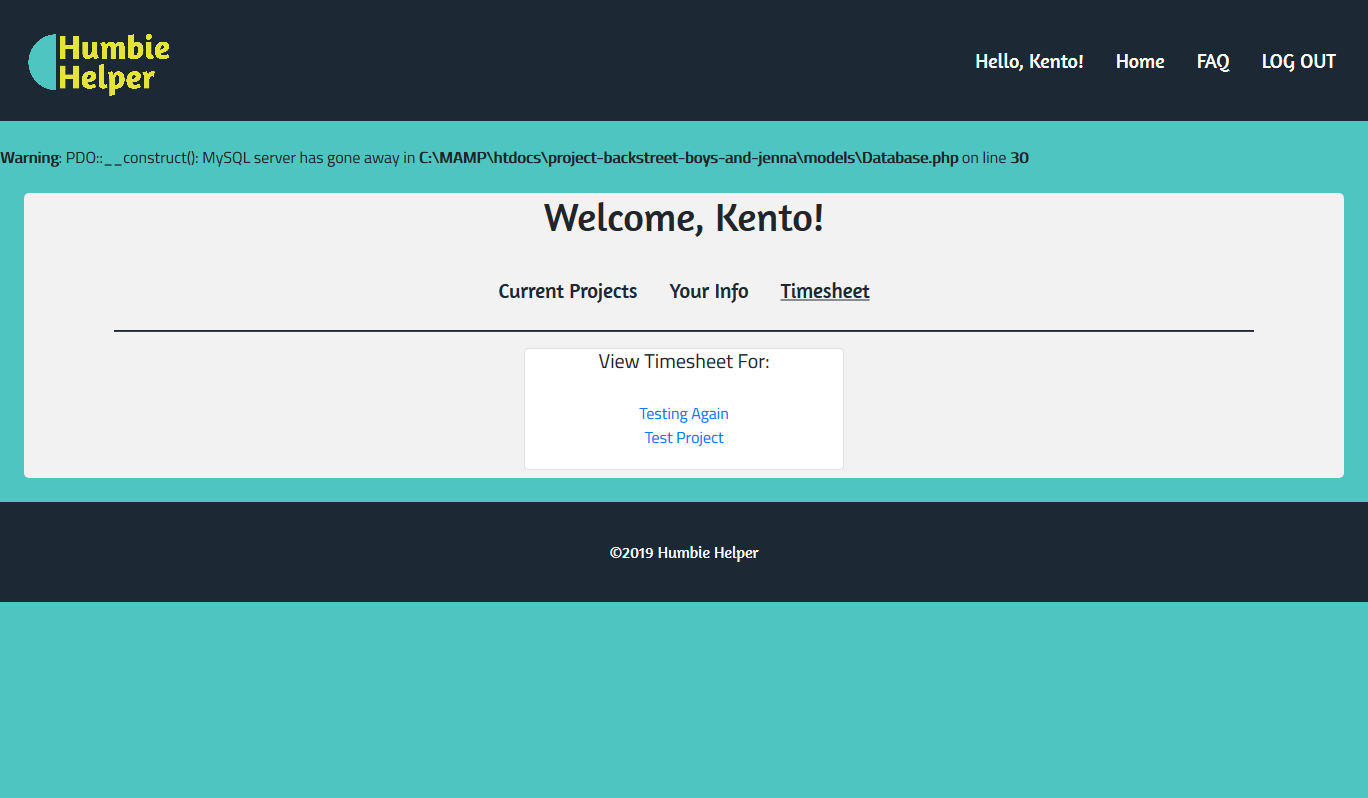 Humbie
Helper
Hello, Kento! Home FAQ LOG OUT
Warning: PDO::__construct(): MySQL server has gone away in C:\MAMP\htdocs\project-backstreet-boys-and-jenna\models\Database.php on line 30
Welcome, Kento!
Current Projects Your Info Timesheet
View Timesheet For:
Testing Again
Test Project
©2019 Humbie Helper